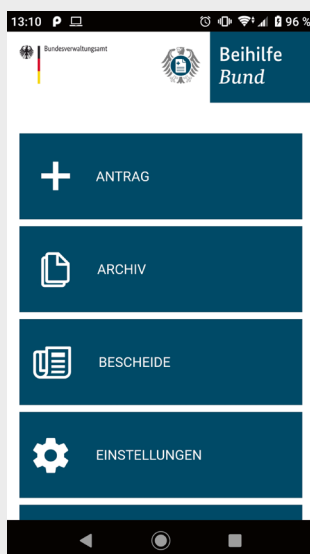 13:10 P 96 %
Bundesverwaltungsamt
Beihilfe
Bund
ANTRAG
ARCHIV
BESCHEIDE
EINSTELLUNGEN